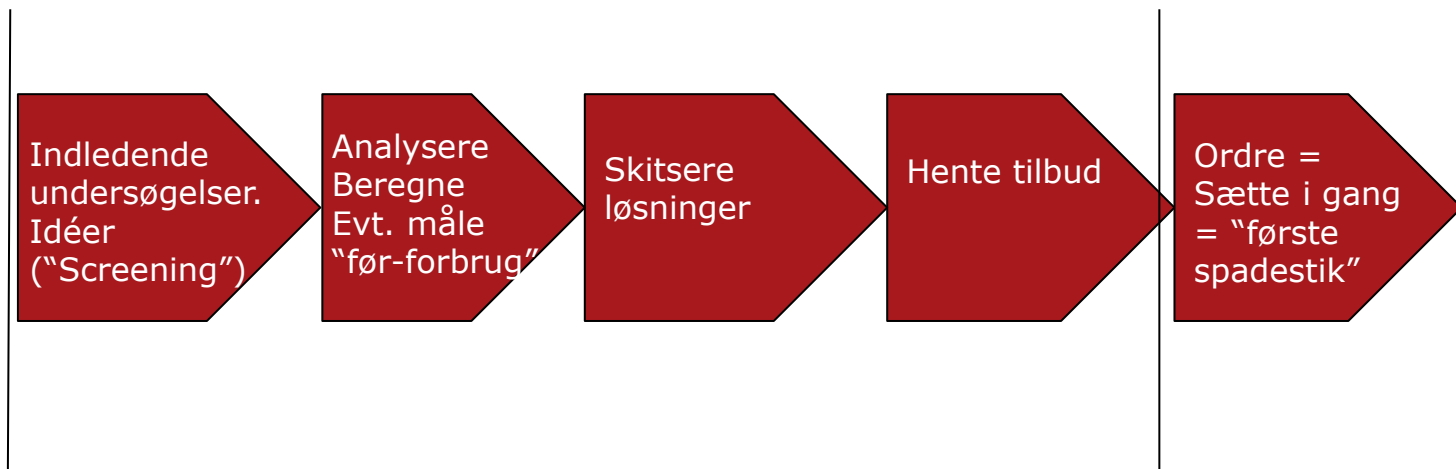 Indledende
undersøgelser.
Idéer
(“Screening”)
Analysere
Beregne
Evt. måle
“før-forbrug”
Skitsere
løsninger
Hente tilbud
Ordre =
Sætte i gang
= “første
spadestik”